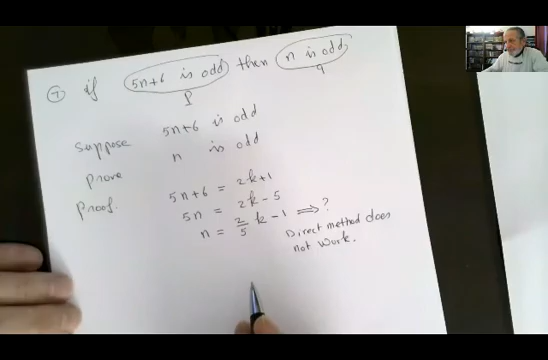 ⑦ if 5n+6 is odd then n is odd
p q
Suppose 5n+6 is odd
prove n is odd
Proof. 5n+6 = 2k+1
5n = 2k-5
n = 2/5 k - 1 ⟹ ?
Direct method does
not work.